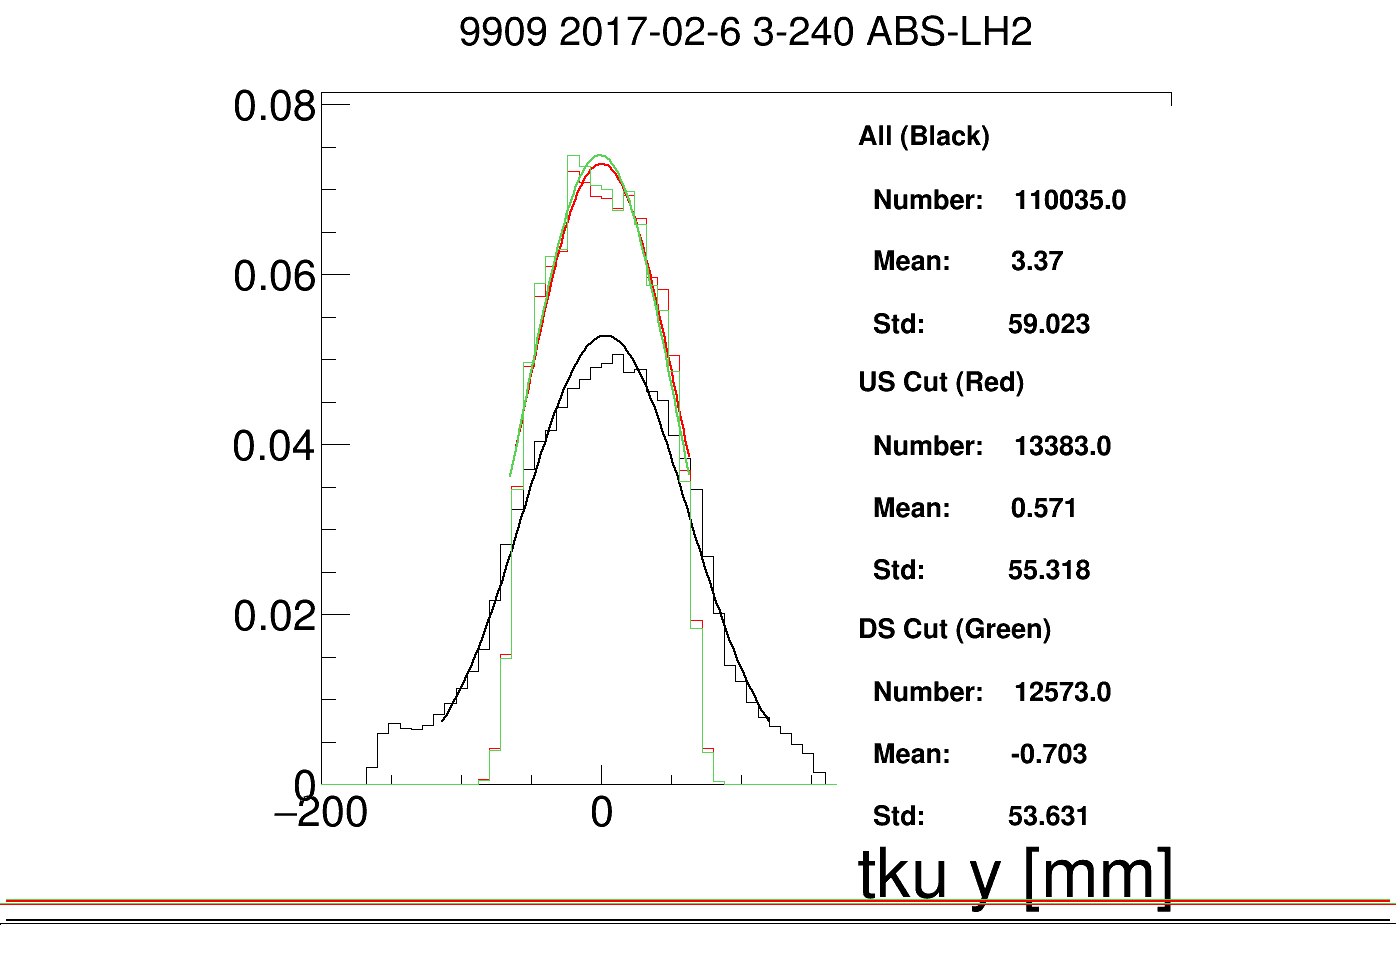 9909 2017-02-6 3-240 ABS-LH2
0.08
0.06
0.04
0.02
0
−200
0
All (Black)
Number: 110035.0
Mean: 3.37
Std: 59.023
US Cut (Red)
Number: 13383.0
Mean: 0.571
Std: 55.318
DS Cut (Green)
Number: 12573.0
Mean: -0.703
Std: 53.631
tku y [mm]